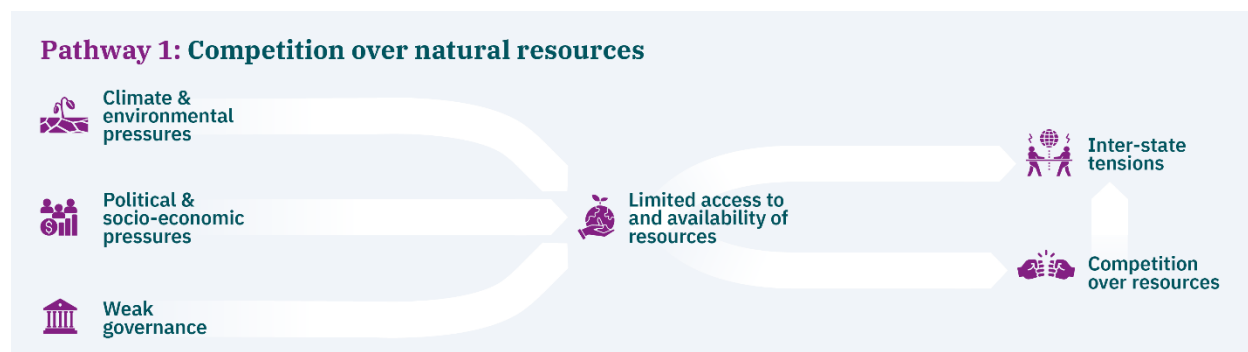 Pathway 1: Competition over natural resources
Climate &
environmental
pressures
Political &
socio-economic
pressures
Weak
governance
Limited access to
and availability of
resources
Inter-state
tensions
Competition
over resources